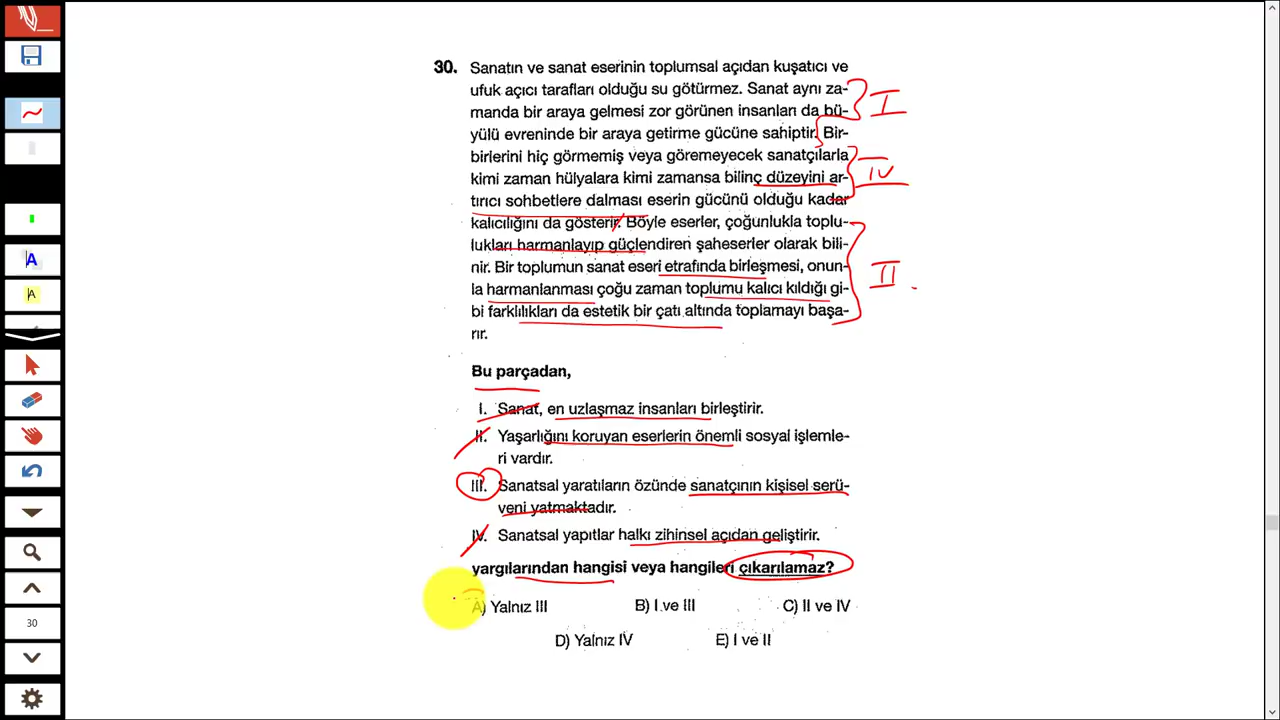 30. Sanatın ve sanat eserinin toplumsal açıdan kuşatıcı ve
ufuk açıcı tarafları olduğu su götürmez. Sanat aynı za-
manda bir araya gelmesi zor görünen insanları da bü-
yülü evreninde bir araya getirme gücüne sahiptir. Bir-
birlerini hiç görmemiş veya göremeyecek sanatçılarla
kimi zaman hülyalara kimi zamansa bilinç düzeyini ar-
tırıcı sohbetlere dalması eserin gücünü olduğu kadar
kalıcılığını da gösterir. Böyle eserler, çoğunlukla toplu-
lukları harmanlayıp güçlendiren şaheserler olarak bili-
nir. Bir toplumun sanat eseri etrafında birleşmesi, onun-
la harmanlanması çoğu zaman toplumu kalıcı kıldığı gi-
bi farklılıkları da estetik bir çatı altında toplamayı başa-
rır.
I
IV
II
Bu parçadan,
I. Sanat, en uzlaşmaz insanları birleştirir.
II. Yaşarlığını koruyan eserlerin önemli sosyal işlemle-
ri vardır.
III. Sanatsal yaratıların özünde sanatçının kişisel serü-
veni yatmaktadır.
IV. Sanatsal yapıtlar halkı zihinsel açıdan geliştirir.
yargılarından hangisi veya hangileri çıkarılamaz?
A) Yalnız III B) I ve III C) II ve IV
D) Yalnız IV E) I ve II
A
A
30